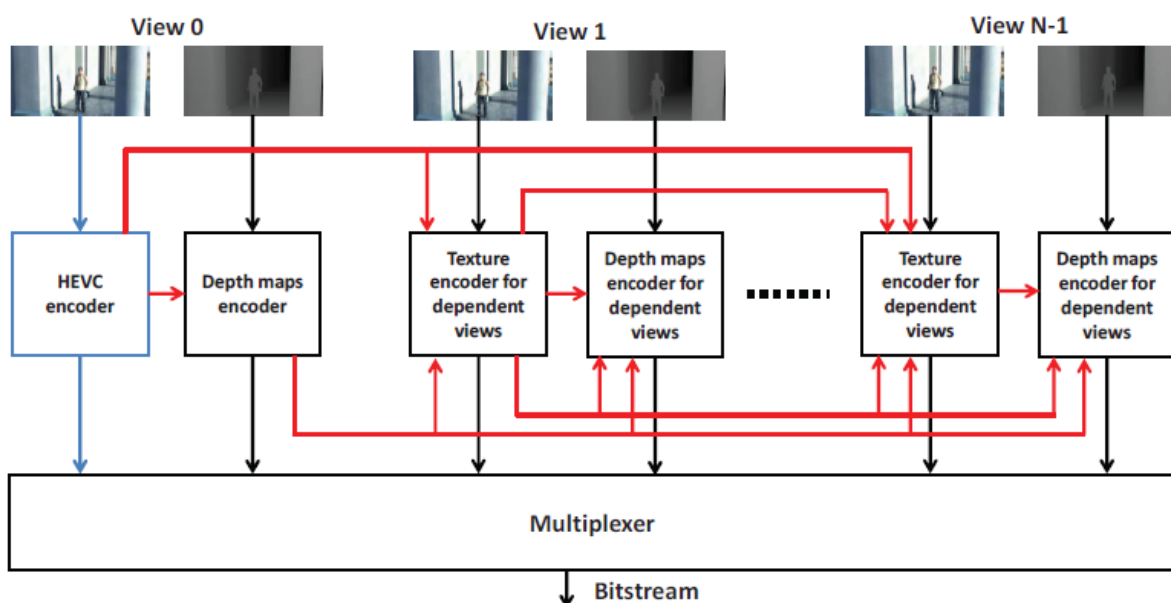 View 0
View 1
View N-1
HEVC
encoder
Depth maps
encoder
Texture
encoder for
dependent
views
Depth maps
encoder for
dependent
views
Texture
encoder for
dependent
views
Depth maps
encoder for
dependent
views
Multiplexer
Bitstream